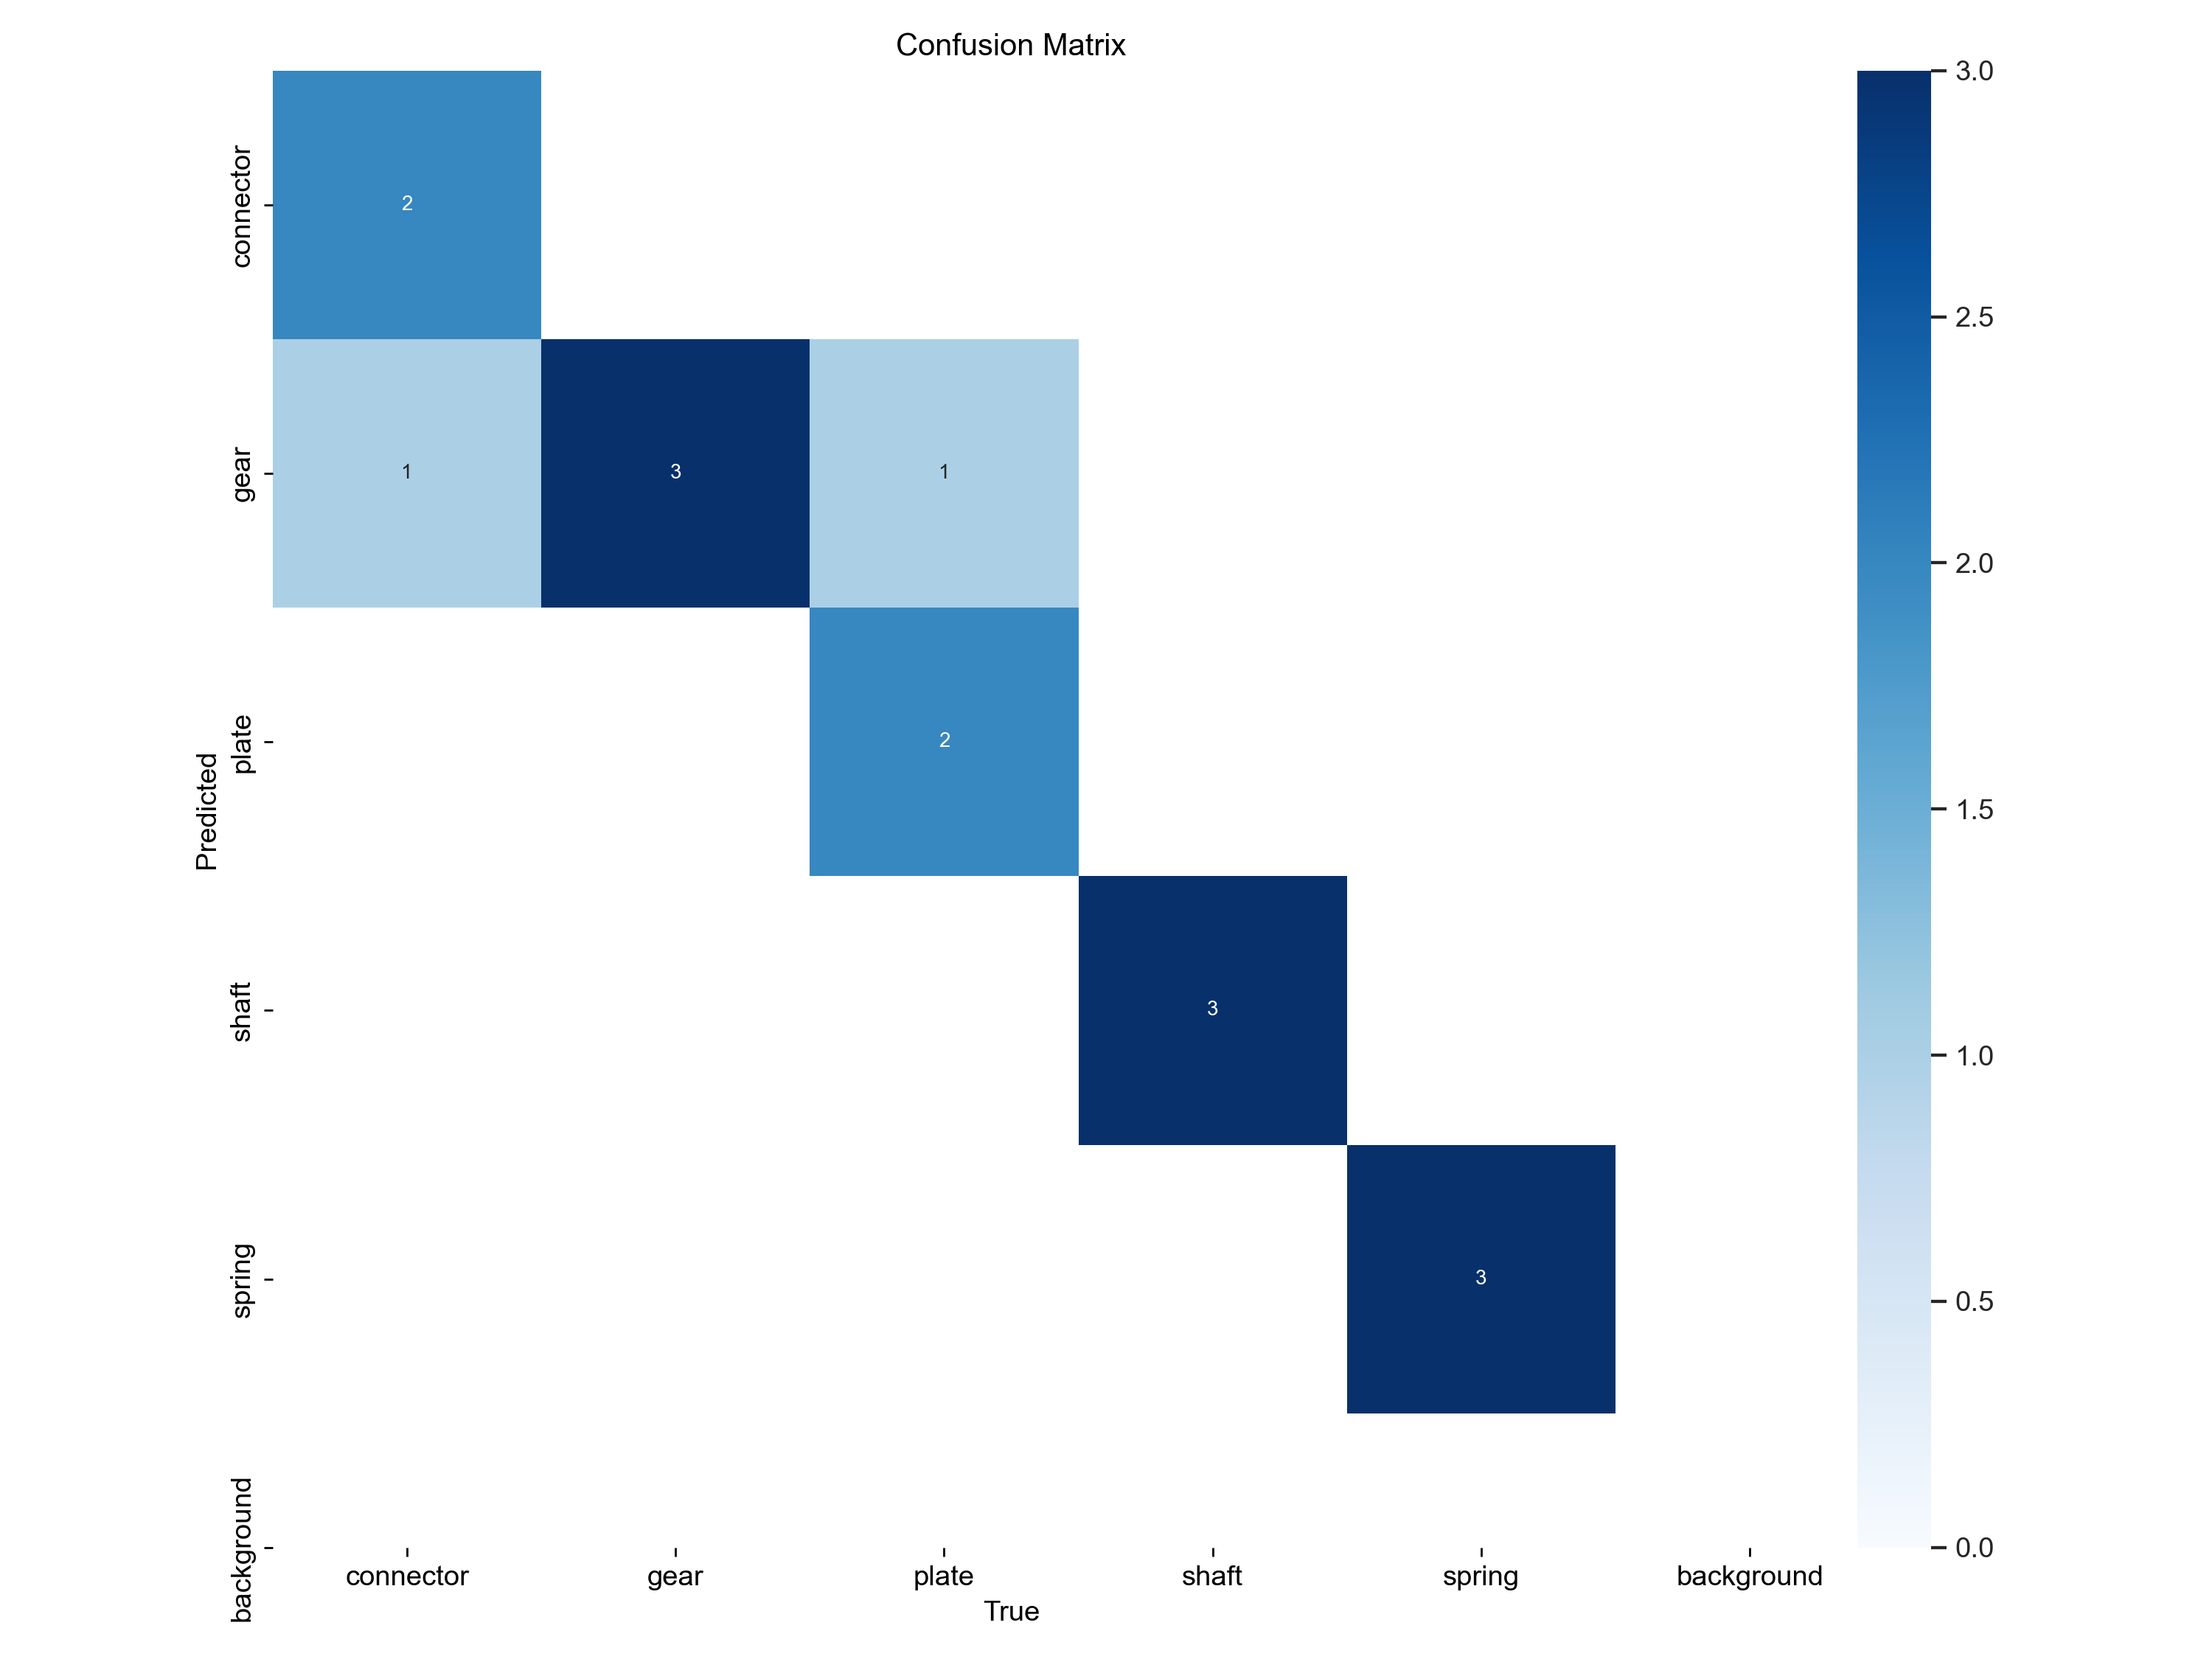 Confusion Matrix
connector
gear
plate
shaft
spring
background
Predicted
2
1 3 1
2
3
3
3.0
2.5
2.0
1.5
1.0
0.5
0.0
connector gear plate shaft spring background
True